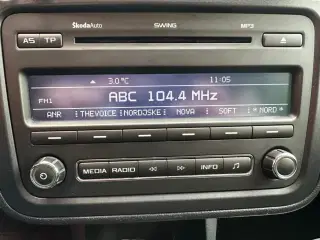 ŠkodaAuto SWING MP3
AS TP
3.0°C 11:05
FM1 ABC 104.4 MHz
ANR THEVOICE NORDJSKE NOVA SOFT *NORD*
MEDIA RADIO INFO